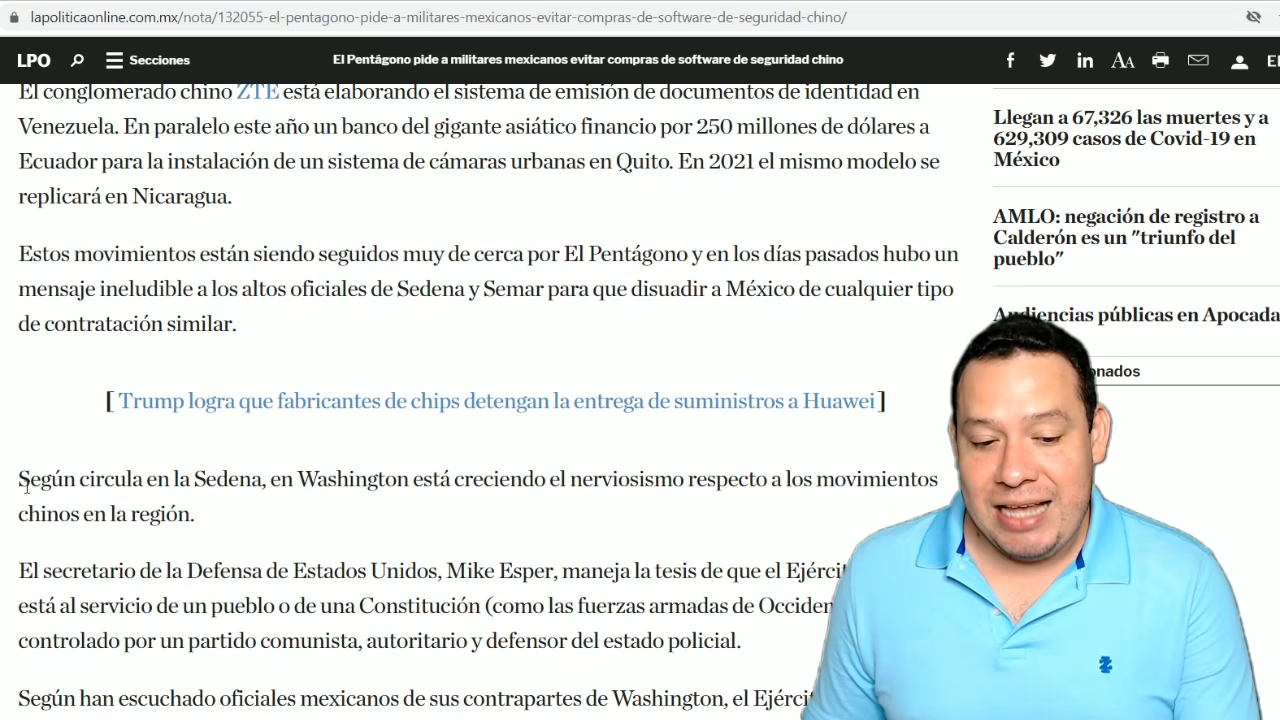 lapoliticaonline.com.mx/nota/132055-el-pentagono-pide-a-militares-mexicanos-evitar-compras-de-software-de-seguridad-chino/
LPO Secciones El Pentágono pide a militares mexicanos evitar compras de software de seguridad chino
El conglomerado chino ZTE está elaborando el sistema de emisión de documentos de identidad en
Venezuela. En paralelo este año un banco del gigante asiático financio por 250 millones de dólares a
Ecuador para la instalación de un sistema de cámaras urbanas en Quito. En 2021 el mismo modelo se
replicará en Nicaragua.
Estos movimientos están siendo seguidos muy de cerca por El Pentágono y en los días pasados hubo un
mensaje ineludible a los altos oficiales de Sedena y Semar para que disuadir a México de cualquier tipo
de contratación similar.
[ Trump logra que fabricantes de chips detengan la entrega de suministros a Huawei ]
Según circula en la Sedena, en Washington está creciendo el nerviosismo respecto a los movimientos
chinos en la región.
El secretario de la Defensa de Estados Unidos, Mike Esper, maneja la tesis de que el
está al servicio de un pueblo o de una Constitución (como las fuerzas armadas de
controlado por un partido comunista, autoritario y defensor del estado policial.
Según han escuchado oficiales mexicanos de sus contrapartes de Washington, el
Llegan a 67,326 las muertes y a
629,309 casos de Covid-19 en
México
AMLO: negación de registro a
Calderón es un "triunfo del
pueblo"
Audiencias públicas en Apocada